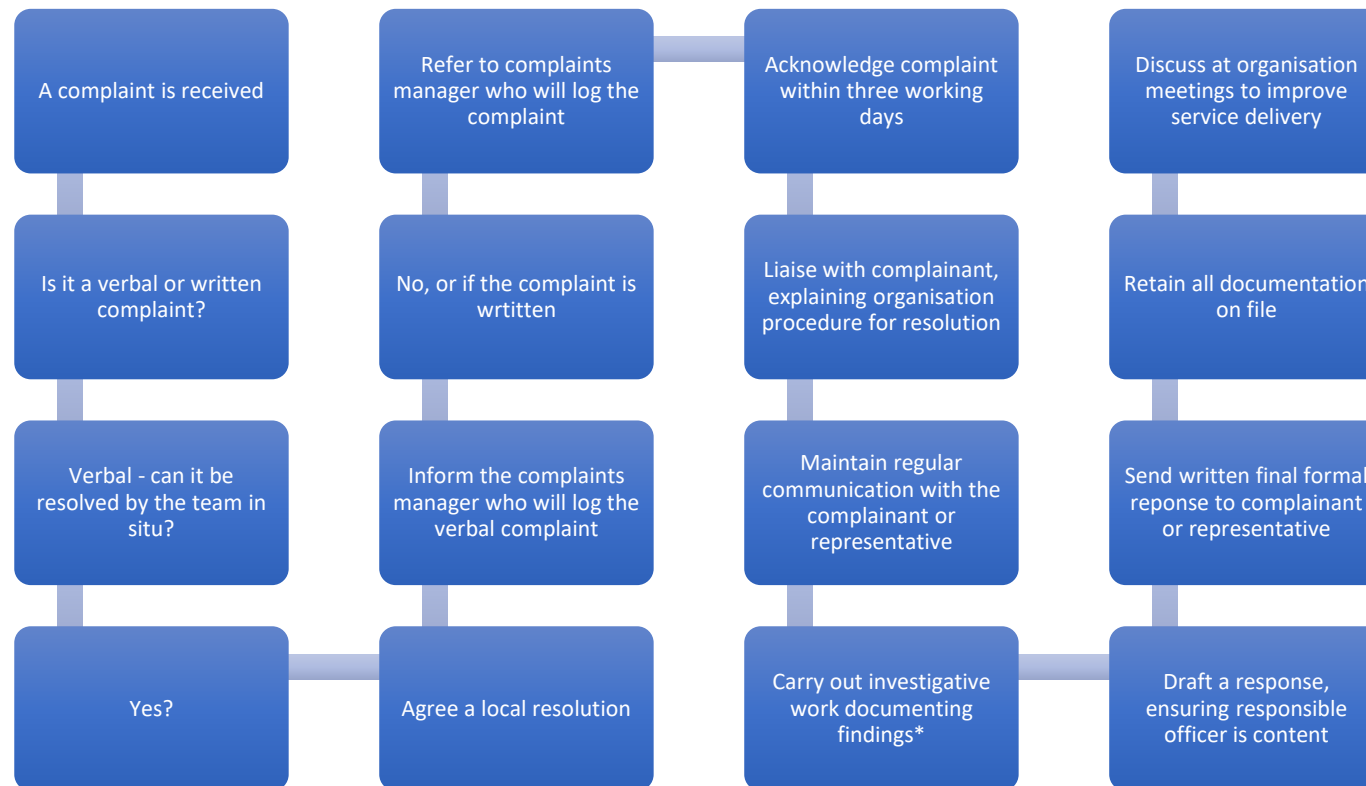 A complaint is received
Is it a verbal or written
complaint?
Verbal - can it be
resolved by the team in
situ?
Yes?
Agree a local resolution
Inform the complaints
manager who will log the
verbal complaint
No, or if the complaint is
wrtitten
Refer to complaints
manager who will log the
complaint
Acknowledge complaint
within three working
days
Liaise with complainant,
explaining organisation
procedure for resolution
Maintain regular
communication with the
complainant or
representative
Carry out investigative
work documenting
findings*
Draft a response,
ensuring responsible
officer is content
Send written final formal
reponse to complainant
or representative
Retain all documentation
on file
Discuss at organisation
meetings to improve
service delivery